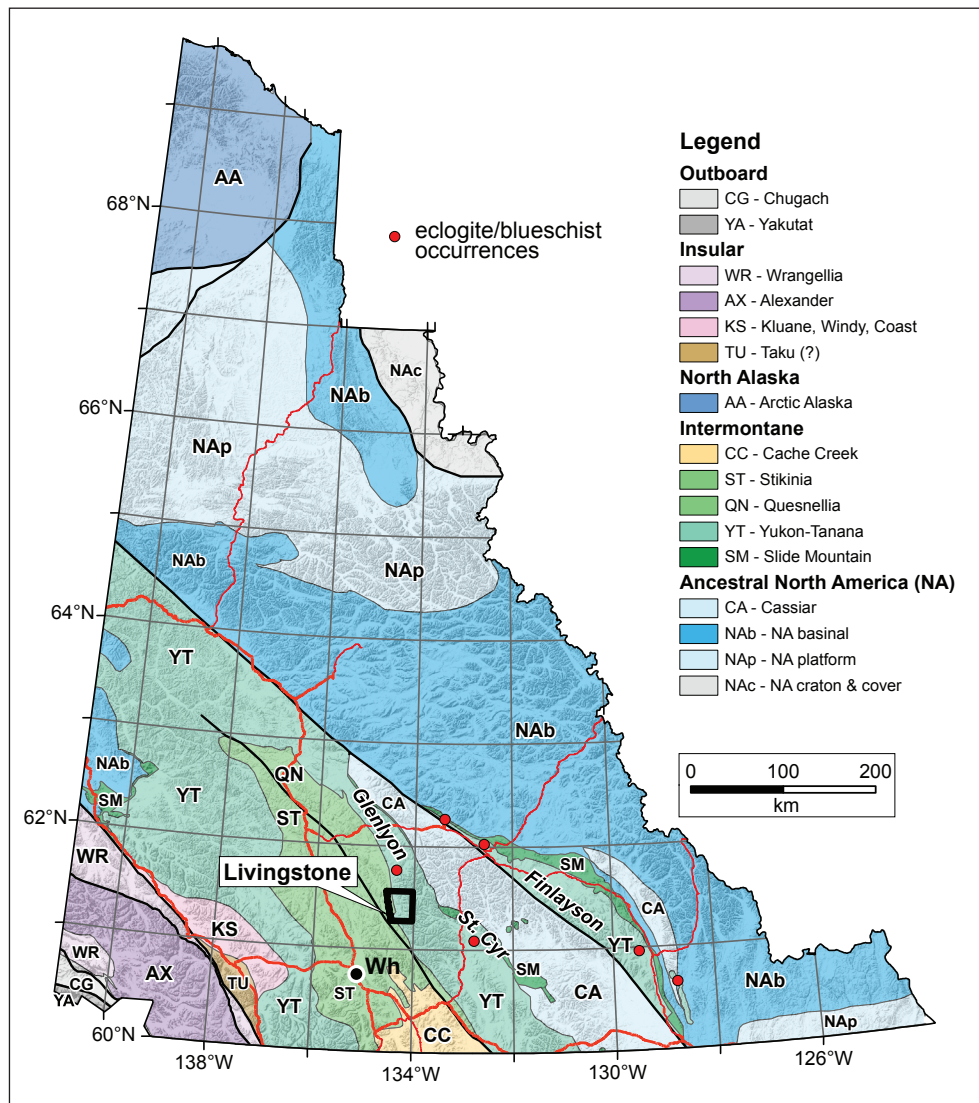 AA
68°N
eclogite/blueschist
occurrences
NAc
NAb
66°N
NAp
NAb
NAp
64°N
YT
NAb
QN
NAb
SM
YT
CA
62°N
ST
Glenlyon
SM
WR
Livingstone
Finlayson
CA
St. Cyr
KS
YT
WR
AX
Wh
SM
NAb
CG
TU
ST
YA
YT
YT
CA
60°N
CC
NAp
138°W
134°W
130°W
126°W
Legend
Outboard
CG - Chugach
YA - Yakutat
Insular
WR - Wrangellia
AX - Alexander
KS - Kluane, Windy, Coast
TU - Taku (?)
North Alaska
AA - Arctic Alaska
Intermontane
CC - Cache Creek
ST - Stikinia
QN - Quesnellia
YT - Yukon-Tanana
SM - Slide Mountain
Ancestral North America (NA)
CA - Cassiar
NAb - NA basinal
NAp - NA platform
NAc - NA craton & cover
0 100 200
km